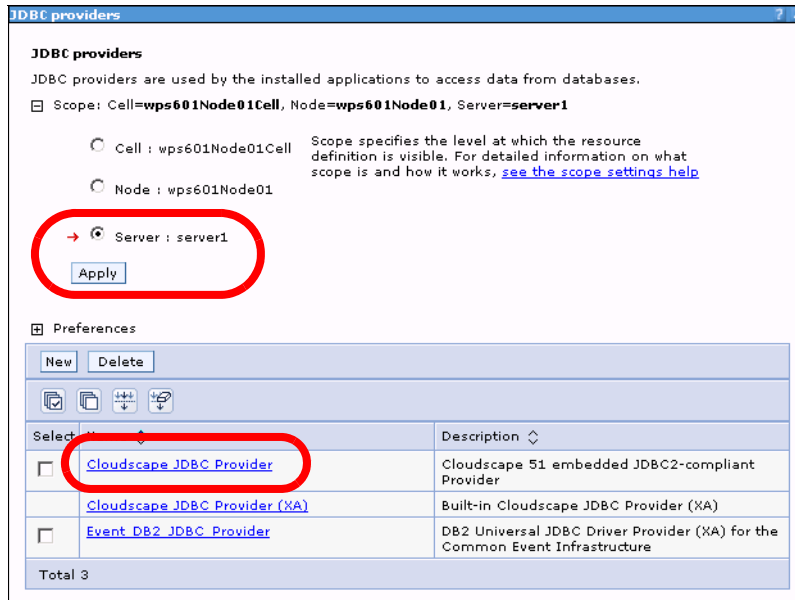 JDBC providers ?
JDBC providers
JDBC providers are used by the installed applications to access data from databases.
Scope: Cell=wps601Node01Cell, Node=wps601Node01, Server=server1
Cell : wps601Node01Cell
Scope specifies the level at which the resource
definition is visible. For detailed information on what
scope is and how it works, see the scope settings help
Node : wps601Node01
Server : server1
Apply
Preferences
New Delete
Select Description
Cloudscape JDBC Provider Cloudscape 51 embedded JDBC2-compliant
Provider
Cloudscape JDBC Provider (XA) Built-in Cloudscape JDBC Provider (XA)
Event_DB2_JDBC_Provider DB2 Universal JDBC Driver Provider (XA) for the
Common Event Infrastructure
Total 3